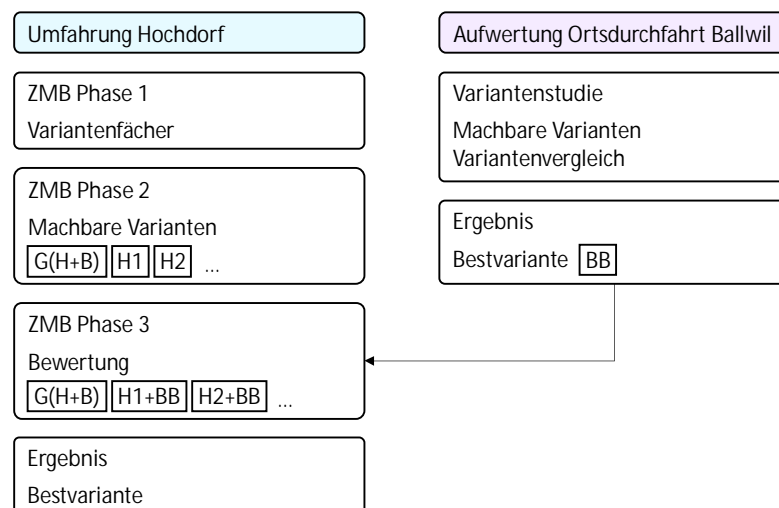 Umfahrung Hochdorf
ZMB Phase 1
Variantenfächer
ZMB Phase 2
Machbare Varianten
G(H+B) H1 H2 ...
ZMB Phase 3
Bewertung
G(H+B) H1+BB H2+BB ...
Ergebnis
Bestvariante
Aufwertung Ortsdurchfahrt Ballwil
Variantenstudie
Machbare Varianten
Variantenvergleich
Ergebnis
Bestvariante BB